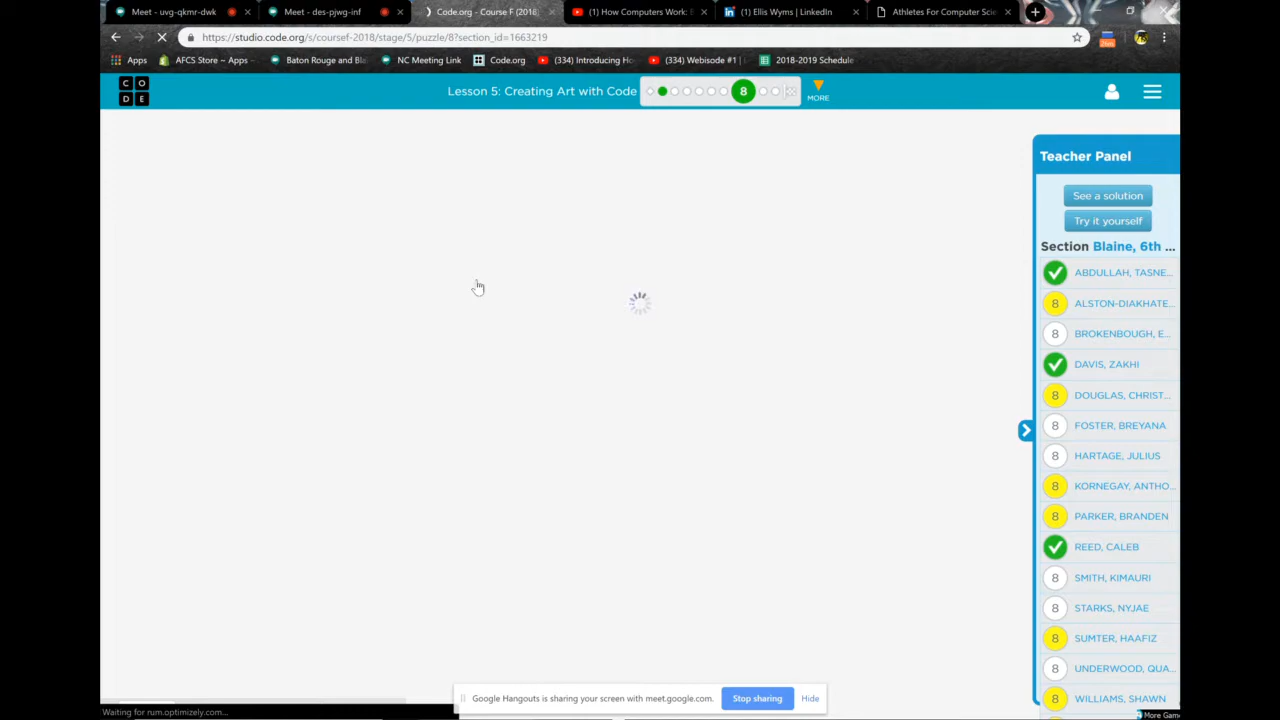 Meet - uvg-qkmr-dwk
Meet - des-pjwg-inf
Code.org - Course F (2018)
(1) How Computers Work:
(1) Ellis Wyms | LinkedIn
Athletes For Computer Sci
https://studio.code.org/s/coursef-2018/stage/5/puzzle/8?section_id=1663219
Apps
AFCS Store ~ Apps
Baton Rouge and Bla
NC Meeting Link
Code.org
(334) Introducing Ho
(334) Webisode #1 |
2018-2019 Schedule
C O
D E
Lesson 5: Creating Art with Code
8
MORE
Teacher Panel
See a solution
Try it yourself
Section Blaine, 6th ...
ABDULLAH, TASNE...
8 ALSTON-DIAKHATE...
8 BROKENBOUGH, E...
DAVIS, ZAKHI
8 DOUGLAS, CHRIST...
8 FOSTER, BREYANA
8 HARTAGE, JULIUS
8 KORNEGAY, ANTHO...
8 PARKER, BRANDEN
REED, CALEB
8 SMITH, KIMAURI
8 STARKS, NYJAE
8 SUMTER, HAAFIZ
8 UNDERWOOD, QUA...
8 WILLIAMS, SHAWN
Google Hangouts is sharing your screen with meet.google.com.
Stop sharing
Hide
Waiting for rum.optimizely.com...
More Game